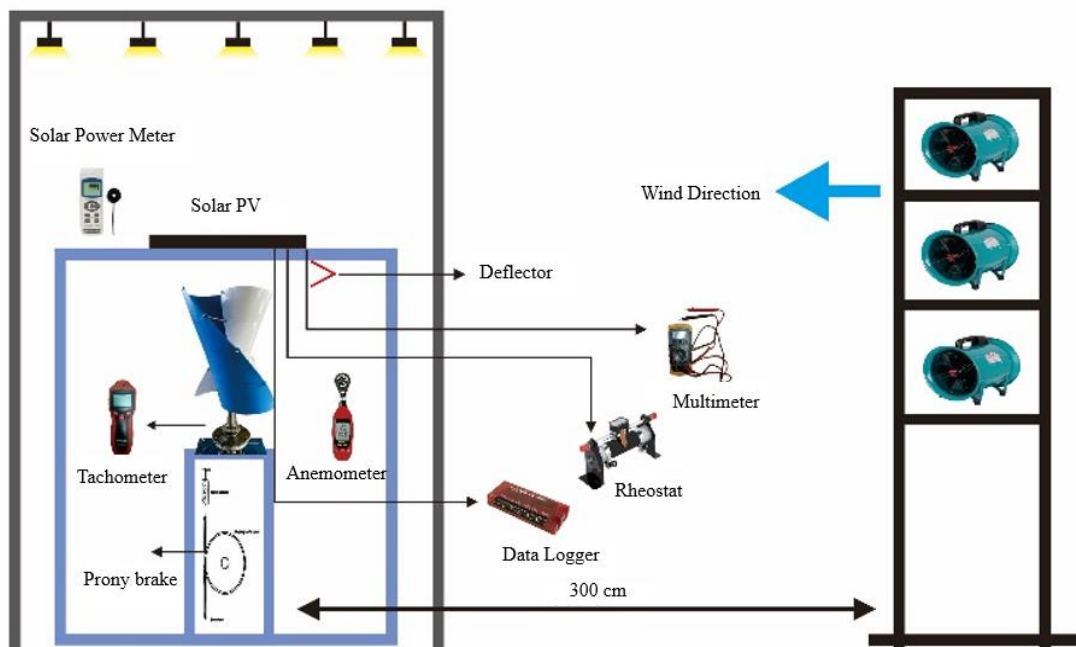 Solar Power Meter
Solar PV
Wind Direction
Deflector
Multimeter
Tachometer
Anemometer
Rheostat
Data Logger
Prony brake
300 cm